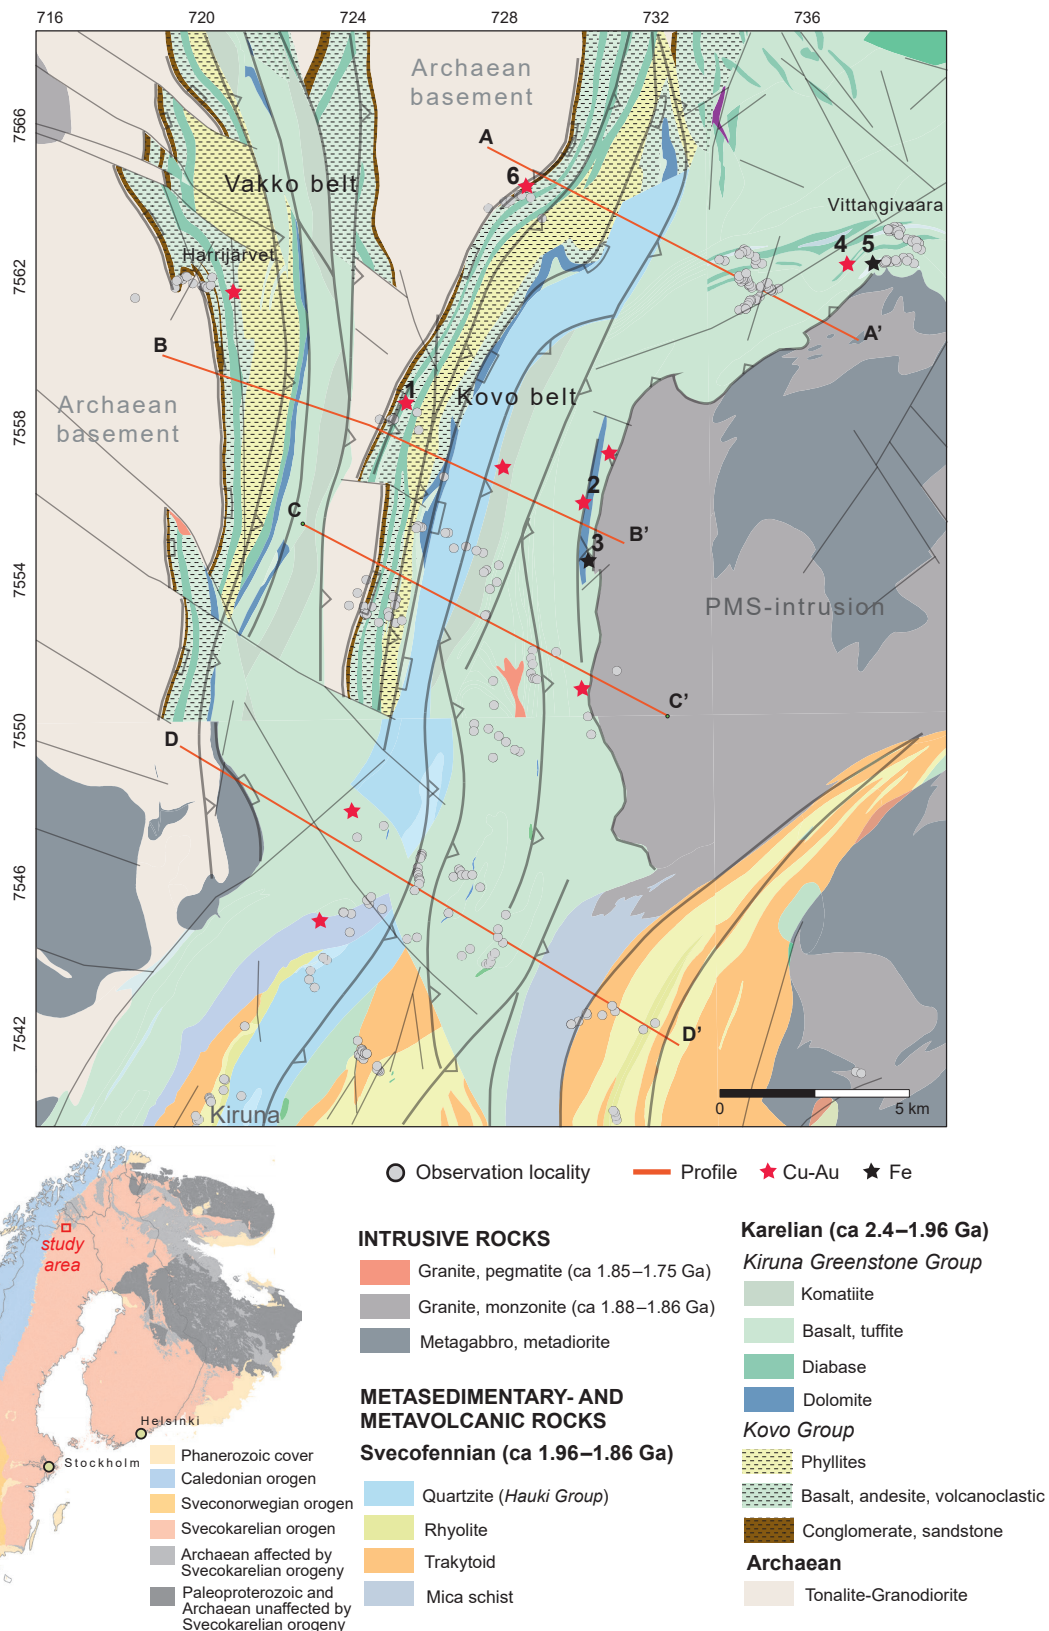 716
720
724
728
732
736
7566
7562
7558
7554
7550
7546
7542
Archaean
basement
A
6
Vakko belt
Vittangivaara
Harrijärvet
4
5
A’
B
1
Kovo belt
Archaean
basement
2
C
B’
3
PMS-intrusion
C’
D
D’
Kiruna
0
5 km
Observation locality
Profile
Cu-Au
Fe
study
area
Helsinki
Stockholm
Phanerozoic cover
Caledonian orogen
Sveconorwegian orogen
Svecokarelian orogen
Archaean affected by
Svecokarelian orogeny
Paleoproterozoic and
Archaean unaffected by
Svecokarelian orogeny
INTRUSIVE ROCKS
Granite, pegmatite (ca 1.85–1.75 Ga)
Granite, monzonite (ca 1.88–1.86 Ga)
Metagabbro, metadiorite
METASEDIMENTARY- AND
METAVOLCANIC ROCKS
Svecofennian (ca 1.96–1.86 Ga)
Quartzite (Hauki Group)
Rhyolite
Trakytoid
Mica schist
Karelian (ca 2.4–1.96 Ga)
Kiruna Greenstone Group
Komatiite
Basalt, tuffite
Diabase
Dolomite
Kovo Group
Phyllites
Basalt, andesite, volcanoclastic
Conglomerate, sandstone
Archaean
Tonalite-Granodiorite